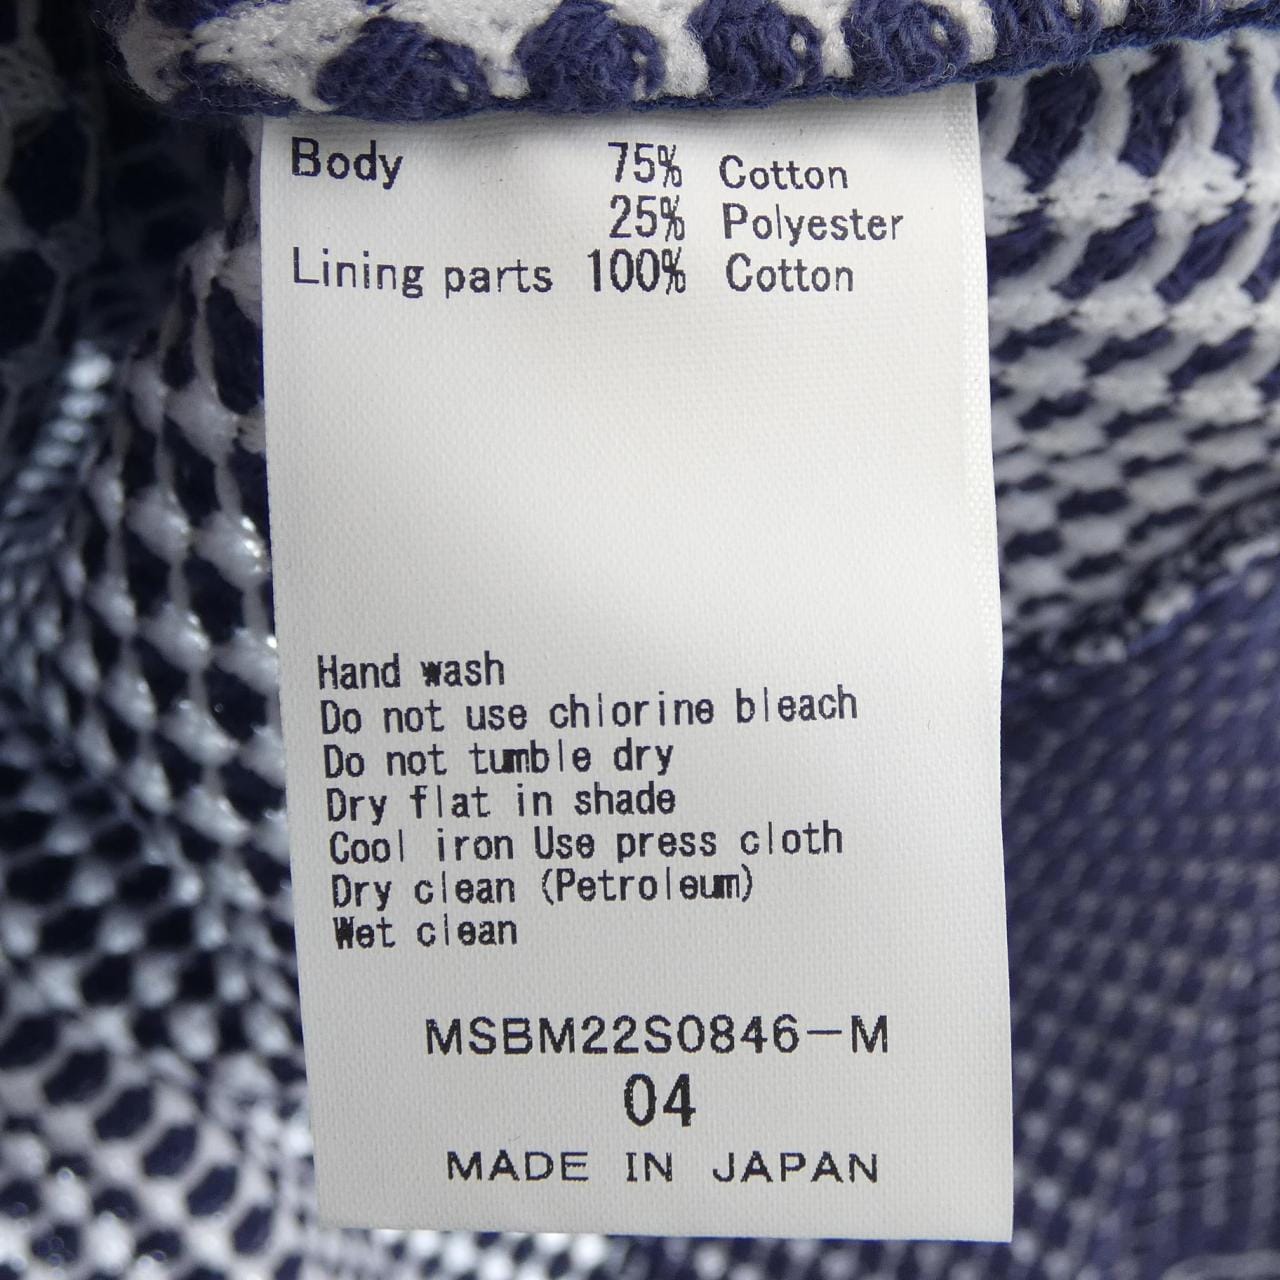 Body 75% Cotton
25% Polyester
Lining parts 100% Cotton
Hand wash
Do not use chlorine bleach
Do not tumble dry
Dry flat in shade
Cool iron Use press cloth
Dry clean (Petroleum)
Wet clean
MSBM22S0846-M
04
MADE IN JAPAN